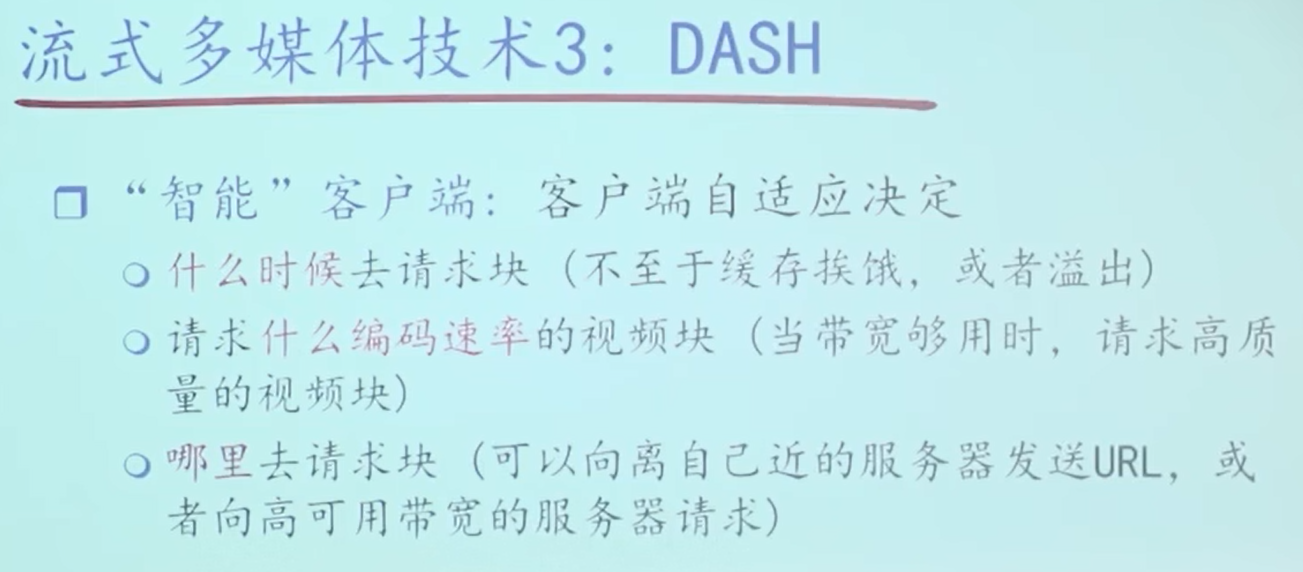 流式多媒体技术3：DASH
“智能”客户端：客户端自适应决定
什么时候去请求块（不至于缓存挨饿，或者溢出）
请求什么编码速率的视频块（当带宽够用时，请求高质
量的视频块）
哪里去请求块（可以向离自己近的服务器发送URL，或
者向高可用带宽的服务器请求）